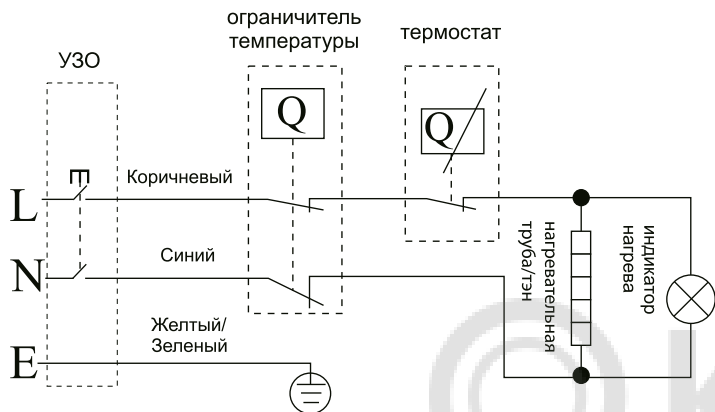 ограничитель
температуры
термостат
УЗО
Q
Q
Коричневый
L
Синий
N
Желтый/
Зеленый
E
нагревательная
труба/тэн
индикатор
нагрева